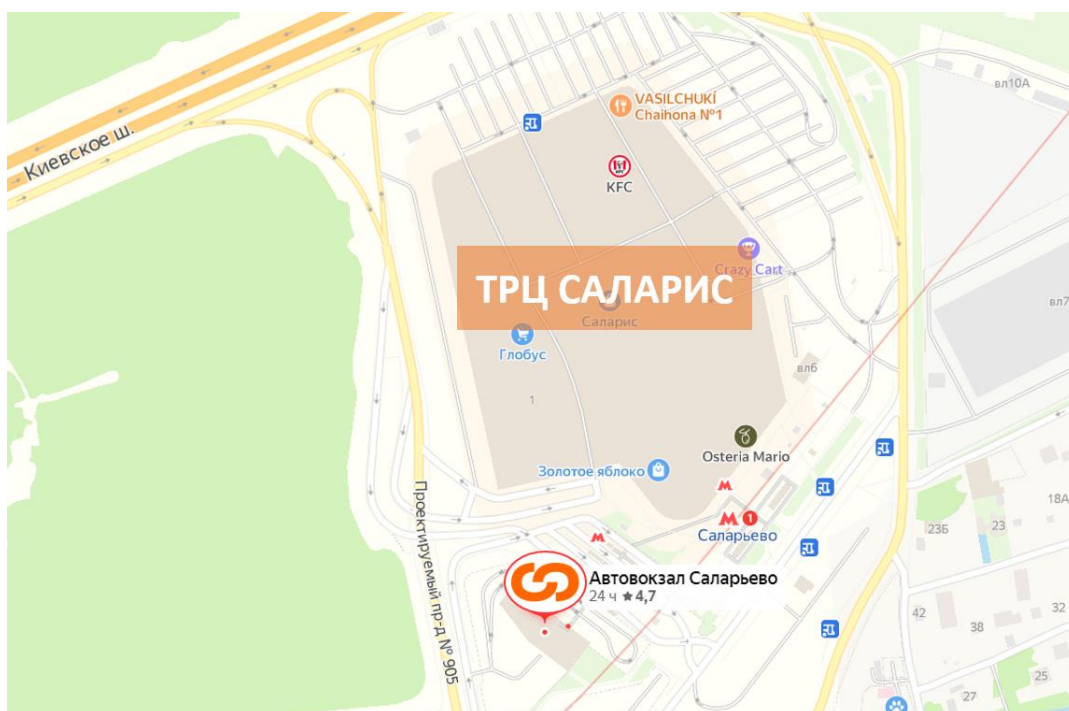 VASILCHUKÍ
Chaihona №1
вл10А
Киевское ш.
KFC
Crazy Cart
ТРЦ САЛАРИС
Саларис
вл7
Глобус
вл6
1
Osteria Mario
Золотое яблоко
Проектируемый пр-д № 905
18А
23Б
23
1
Саларьево
Автовокзал Саларьево
24 ч ★ 4,7
42
38
32
25
27